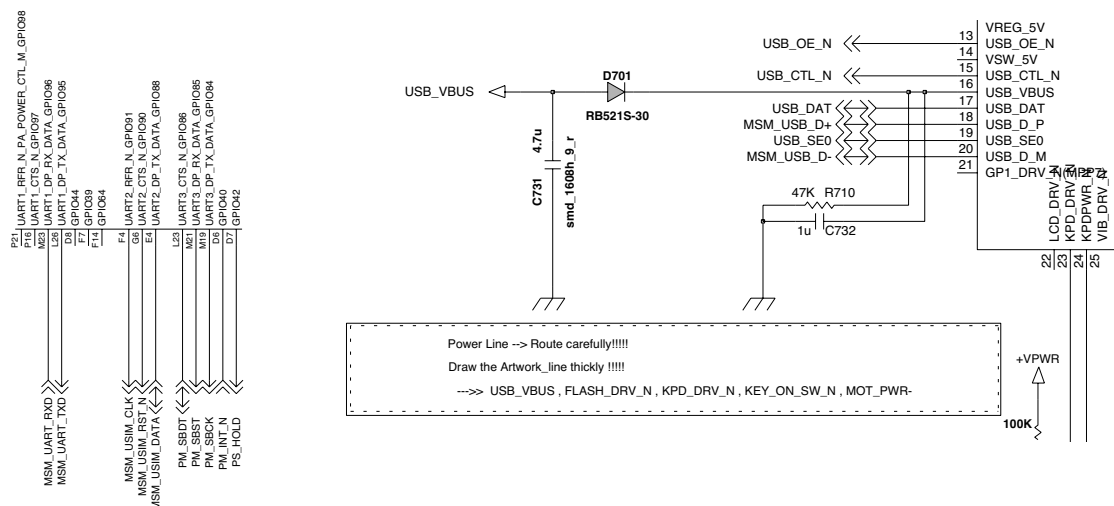 UART1_RFR_N_PA_POWER_CTL_M_GPIO98
UART1_CTS_N_GPIO97
UART1_DP_RX_DATA_GPIO96
UART1_DP_TX_DATA_GPIO95
GPIO44
GPIO39
GPIO64
UART2_RFR_N_GPIO91
UART2_CTS_N_GPIO90
UART2_DP_TX_DATA_GPIO88
UART3_CTS_N_GPIO86
UART3_DP_RX_DATA_GPIO85
UART3_DP_TX_DATA_GPIO84
GPIO40
GPIO42
P21
P16
M23
L26
D8
F7
F14
F4
G6
E4
L23
M21
M19
D6
D7
MSM_UART_RXD
MSM_UART_TXD
MSM_USIM_CLK
MSM_USIM_RST_N
MSM_USIM_DATA
PM_SBDT
PM_SBST
PM_SBCK
PM_INT_N
PS_HOLD
USB_VBUS
D701
RB521S-30
4.7u
C731
smd_1608h_9_r
USB_OE_N
USB_CTL_N
USB_DAT
MSM_USB_D+
USB_SE0
MSM_USB_D-
13
14
15
16
17
18
19
20
21
VREG_5V
USB_OE_N
VSW_5V
USB_CTL_N
USB_VBUS
USB_DAT
USB_D_P
USB_SE0
USB_D_M
GP1_DRV_N(MPP7)
47K R710
1u C732
LCD_DRV_N
KPD_DRV_N
KPDPWR_N
VIB_DRV_N
22
23
24
25
Power Line --> Route carefully!!!!!
Draw the Artwork_line thickly !!!!!
--->> USB_VBUS , FLASH_DRV_N , KPD_DRV_N , KEY_ON_SW_N , MOT_PWR-
+VPWR
100K